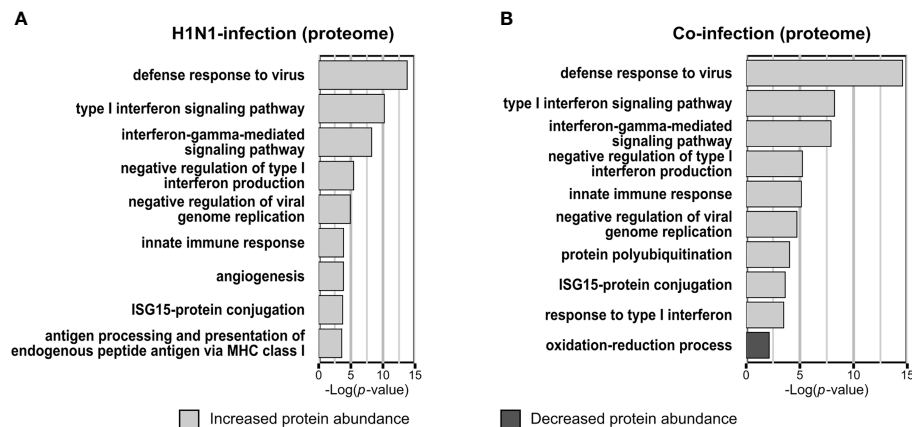 A
H1N1-infection (proteome)
defense response to virus
type I interferon signaling pathway
interferon-gamma-mediated
signaling pathway
negative regulation of type I
interferon production
negative regulation of viral
genome replication
innate immune response
angiogenesis
ISG15-protein conjugation
antigen processing and presentation of
endogenous peptide antigen via MHC class I
0 5 10 15
-Log(p-value)
B
Co-infection (proteome)
defense response to virus
type I interferon signaling pathway
interferon-gamma-mediated
signaling pathway
negative regulation of type I
interferon production
innate immune response
negative regulation of viral
genome replication
protein polyubiquitination
ISG15-protein conjugation
response to type I interferon
oxidation-reduction process
0 5 10 15
-Log(p-value)
Increased protein abundance
Decreased protein abundance